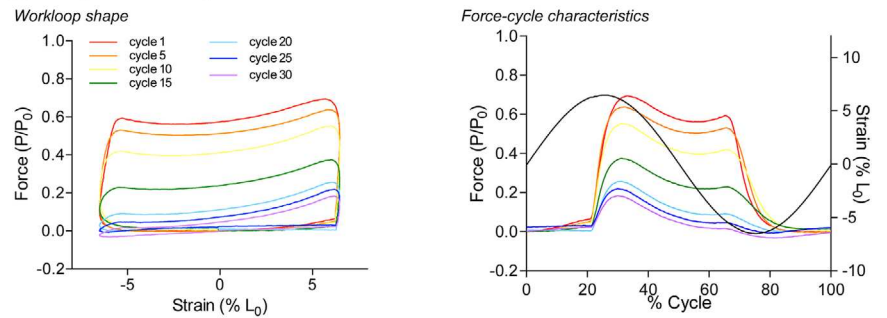 Workloop shape
Force (P/P0)
1.0
0.8
0.6
0.4
0.2
0.0
-0.2
cycle 1
cycle 5
cycle 10
cycle 15
cycle 20
cycle 25
cycle 30
-5
0
5
Strain (% L0)
Force-cycle characteristics
Force (P/P0)
1.0
0.8
0.6
0.4
0.2
0.0
-0.2
0
20
40
60
80
100
% Cycle
10
5
0
-5
-10
Strain (% L0)